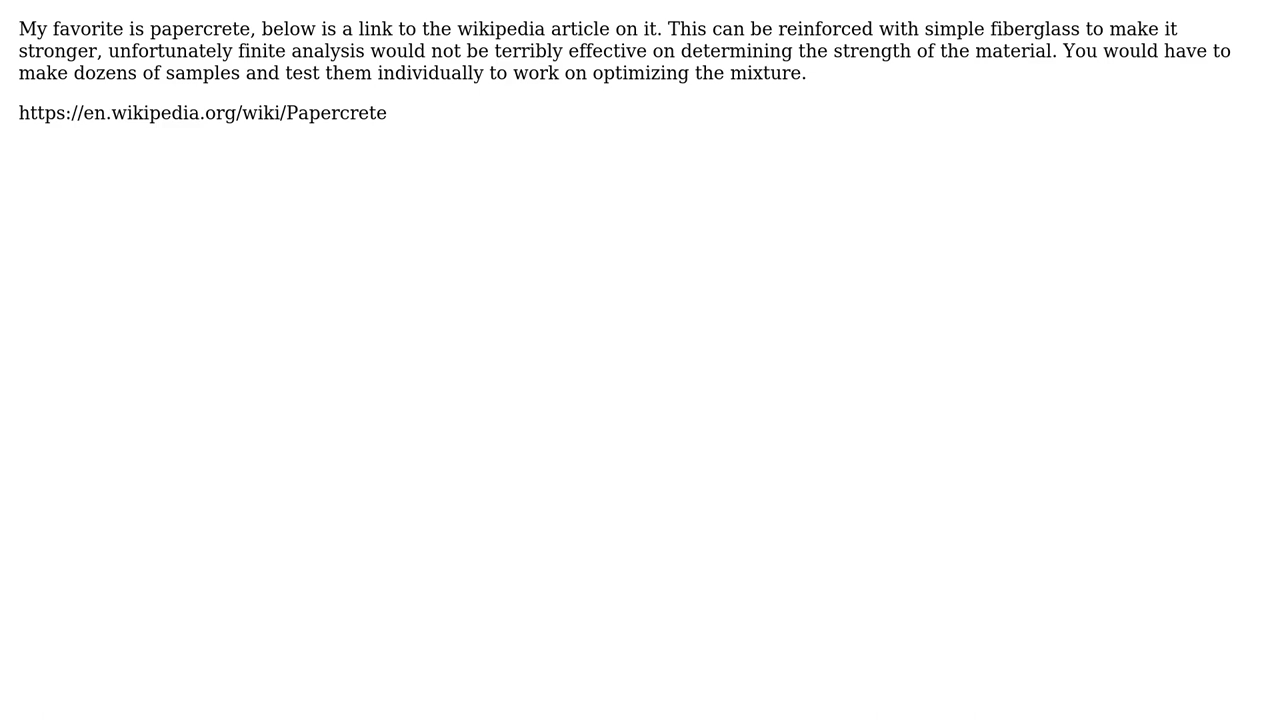 My favorite is papercrete, below is a link to the wikipedia article on it. This can be reinforced with simple fiberglass to make it
stronger, unfortunately finite analysis would not be terribly effective on determining the strength of the material. You would have to
make dozens of samples and test them individually to work on optimizing the mixture.
https://en.wikipedia.org/wiki/Papercrete